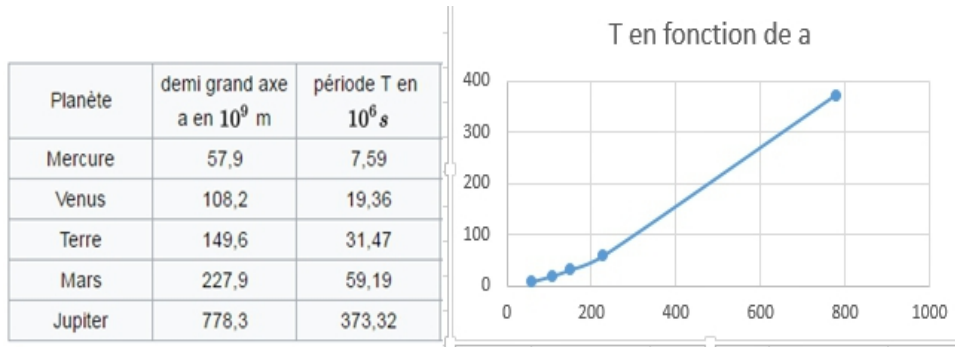 Planète demi grand axe a en 10⁹ m période T en 10⁶ s
Mercure 57,9 7,59
Venus 108,2 19,36
Terre 149,6 31,47
Mars 227,9 59,19
Jupiter 778,3 373,32
T en fonction de a
400
300
200
100
0
0 200 400 600 800 1000